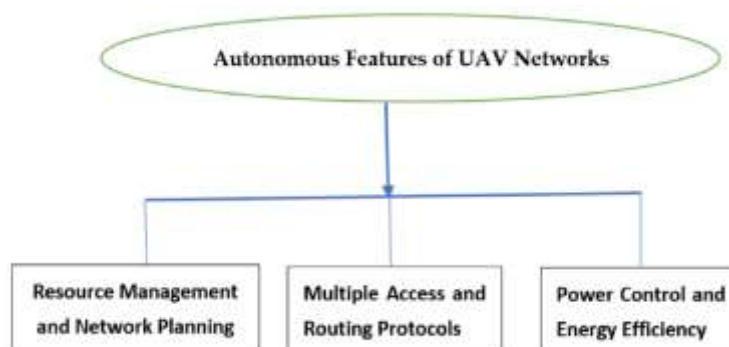 Autonomous Features of UAV Networks
Resource Management
and Network Planning
Multiple Access and
Routing Protocols
Power Control and
Energy Efficiency